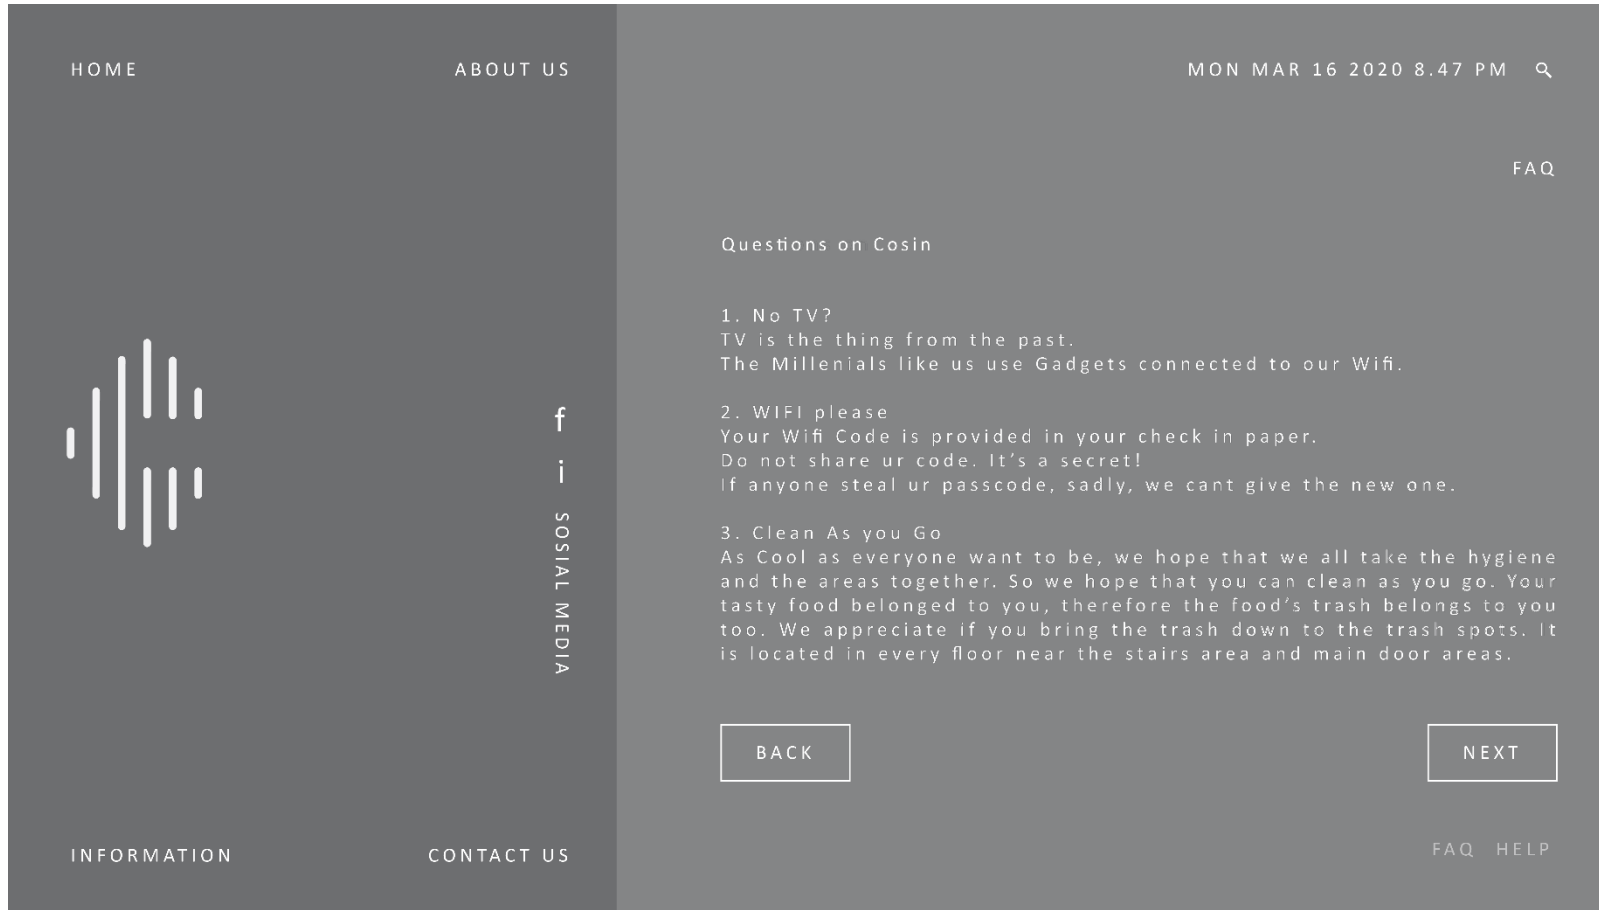 HOME
ABOUT US
MON MAR 16 2020 8.47 PM
FAQ
Questions on Cosin
1. No TV?
TV is the thing from the past.
The Millenials like us use Gadgets connected to our Wifi.
2. WIFI please
Your Wifi Code is provided in your check in paper.
Do not share ur code. It's a secret!
If anyone steal ur passcode, sadly, we cant give the new one.
3. Clean As you Go
As Cool as everyone want to be, we hope that we all take the hygiene
and the areas together. So we hope that you can clean as you go. Your
tasty food belonged to you, therefore the food's trash belongs to you
too. We appreciate if you bring the trash down to the trash spots. It
is located in every floor near the stairs area and main door areas.
f
i
SOSIAL MEDIA
BACK
NEXT
INFORMATION
CONTACT US
FAQ HELP